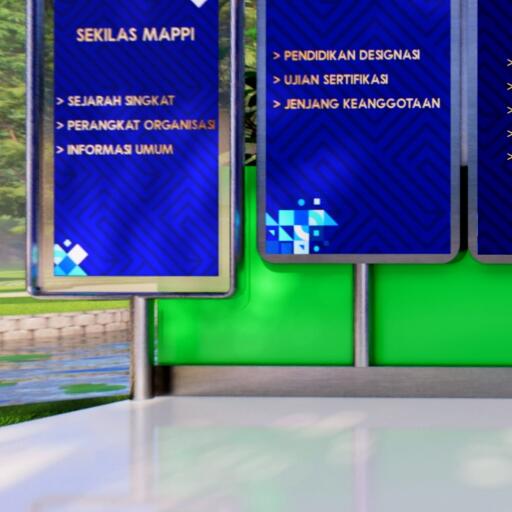 SEKILAS MAPPI
> SEJARAH SINGKAT
> PERANGKAT ORGANISASI
> INFORMASI UMUM
> PENDIDIKAN DESIGNASI
> UJIAN SERTIFIKASI
> JENJANG KEANGGOTAAN
>
>
>
>
>